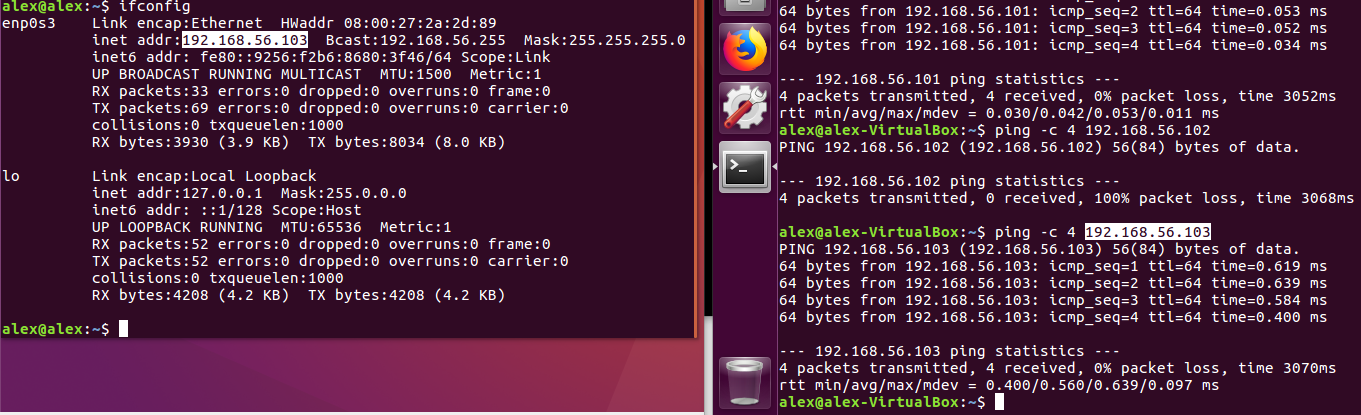 alex@alex:~$ ifconfig
enp0s3    Link encap:Ethernet  HWaddr 08:00:27:2a:2d:89
          inet addr:192.168.56.103  Bcast:192.168.56.255  Mask:255.255.255.0
          inet6 addr: fe80::9256:f2b6:8680:3f46/64 Scope:Link
          UP BROADCAST RUNNING MULTICAST  MTU:1500  Metric:1
          RX packets:33 errors:0 dropped:0 overruns:0 frame:0
          TX packets:69 errors:0 dropped:0 overruns:0 carrier:0
          collisions:0 txqueuelen:1000
          RX bytes:3930 (3.9 KB)  TX bytes:8034 (8.0 KB)
lo        Link encap:Local Loopback
          inet addr:127.0.0.1  Mask:255.0.0.0
          inet6 addr: ::1/128 Scope:Host
          UP LOOPBACK RUNNING  MTU:65536  Metric:1
          RX packets:52 errors:0 dropped:0 overruns:0 frame:0
          TX packets:52 errors:0 dropped:0 overruns:0 carrier:0
          collisions:0 txqueuelen:1000
          RX bytes:4208 (4.2 KB)  TX bytes:4208 (4.2 KB)
alex@alex:~$
64 bytes from 192.168.56.101: icmp_seq=2 ttl=64 time=0.053 ms
64 bytes from 192.168.56.101: icmp_seq=3 ttl=64 time=0.052 ms
64 bytes from 192.168.56.101: icmp_seq=4 ttl=64 time=0.034 ms
--- 192.168.56.101 ping statistics ---
4 packets transmitted, 4 received, 0% packet loss, time 3052ms
rtt min/avg/max/mdev = 0.030/0.042/0.053/0.011 ms
alex@alex-VirtualBox:~$ ping -c 4 192.168.56.102
PING 192.168.56.102 (192.168.56.102) 56(84) bytes of data.
--- 192.168.56.102 ping statistics ---
4 packets transmitted, 0 received, 100% packet loss, time 3068ms
alex@alex-VirtualBox:~$ ping -c 4 192.168.56.103
PING 192.168.56.103 (192.168.56.103) 56(84) bytes of data.
64 bytes from 192.168.56.103: icmp_seq=1 ttl=64 time=0.619 ms
64 bytes from 192.168.56.103: icmp_seq=2 ttl=64 time=0.639 ms
64 bytes from 192.168.56.103: icmp_seq=3 ttl=64 time=0.584 ms
64 bytes from 192.168.56.103: icmp_seq=4 ttl=64 time=0.400 ms
--- 192.168.56.103 ping statistics ---
4 packets transmitted, 4 received, 0% packet loss, time 3070ms
rtt min/avg/max/mdev = 0.400/0.560/0.639/0.097 ms
alex@alex-VirtualBox:~$